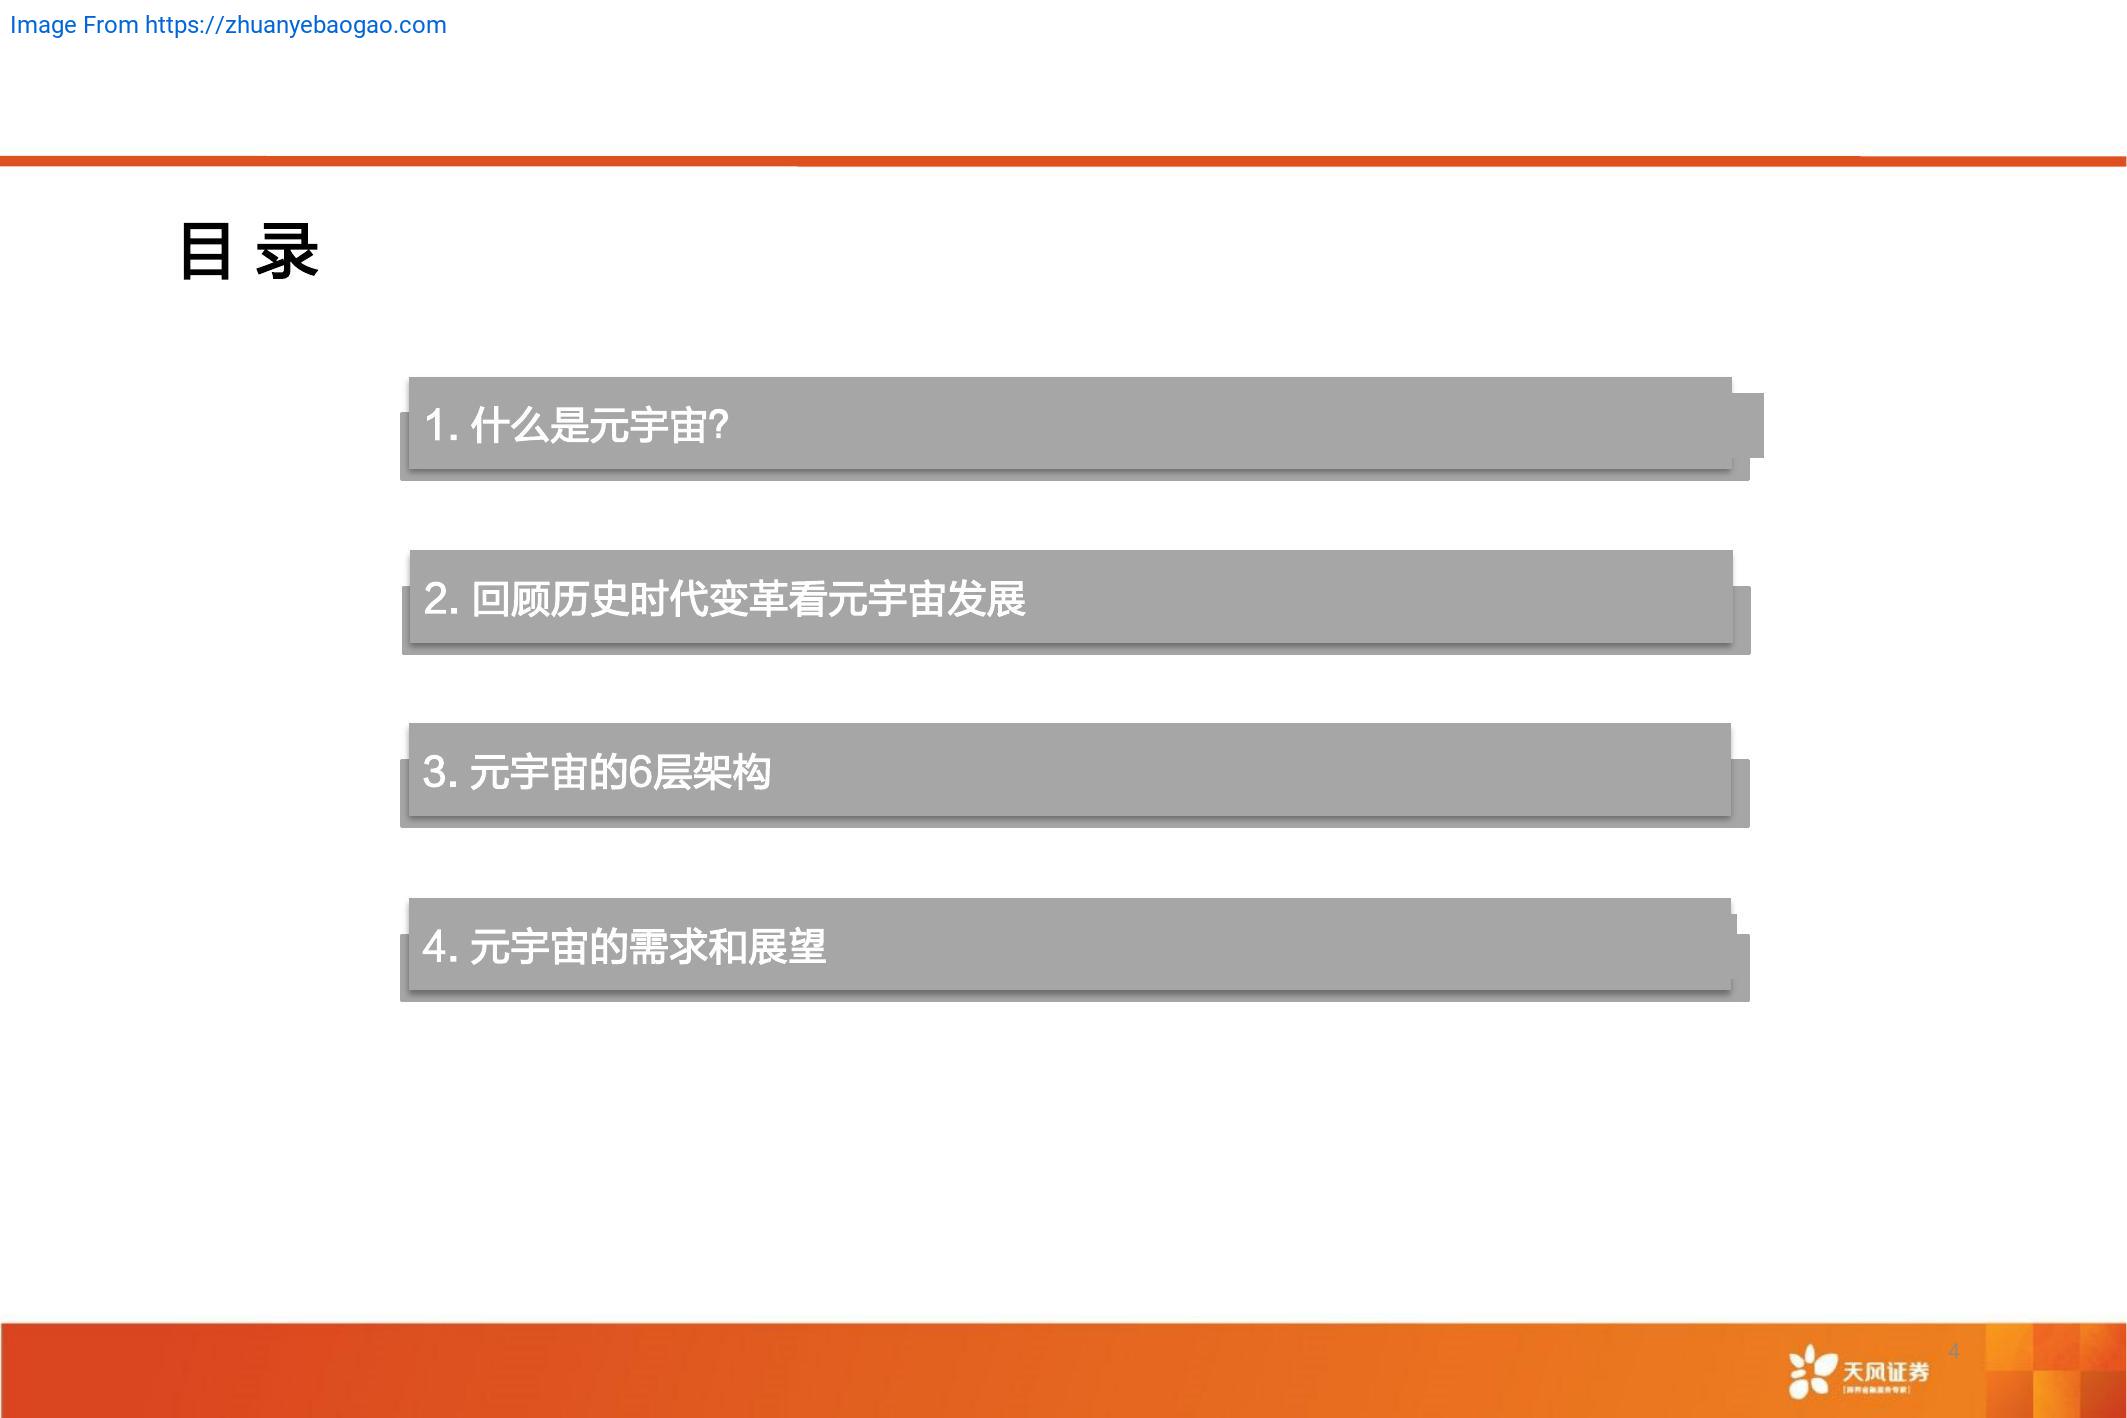 Image From https://zhuanyebaogao.com
目 录
1. 什么是元宇宙?
2. 回顾历史时代变革看元宇宙发展
3. 元宇宙的6层架构
4. 元宇宙的需求和展望
天风证券
4